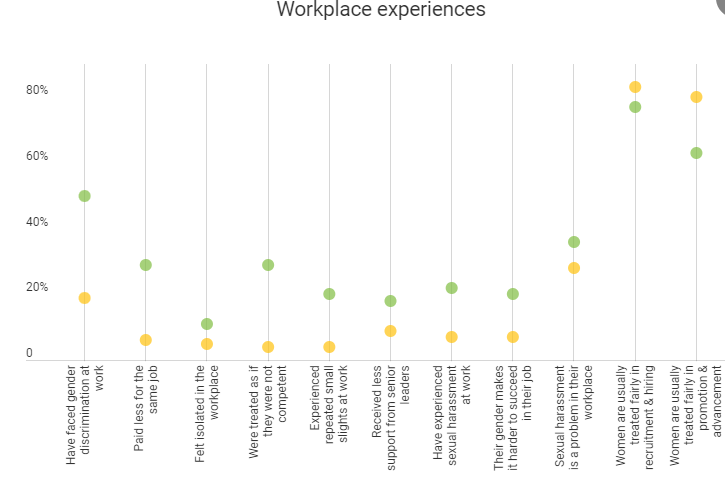 Workplace experiences
80%
60%
40%
20%
0
Have faced gender
discrimination at
work
Paid less for the
same job
Felt isolated in the
workplace
Were treated as if
they were not
competent
Experienced
repeated small
slights at work
Received less
support from senior
leaders
Have experienced
sexual harassment
at work
Their gender makes
it harder to succeed
in their job
Sexual harassment
is a problem in their
workplace
Women are usually
treated fairly in
recruitment & hiring
Women are usually
treated fairly in
promotion &
advancement